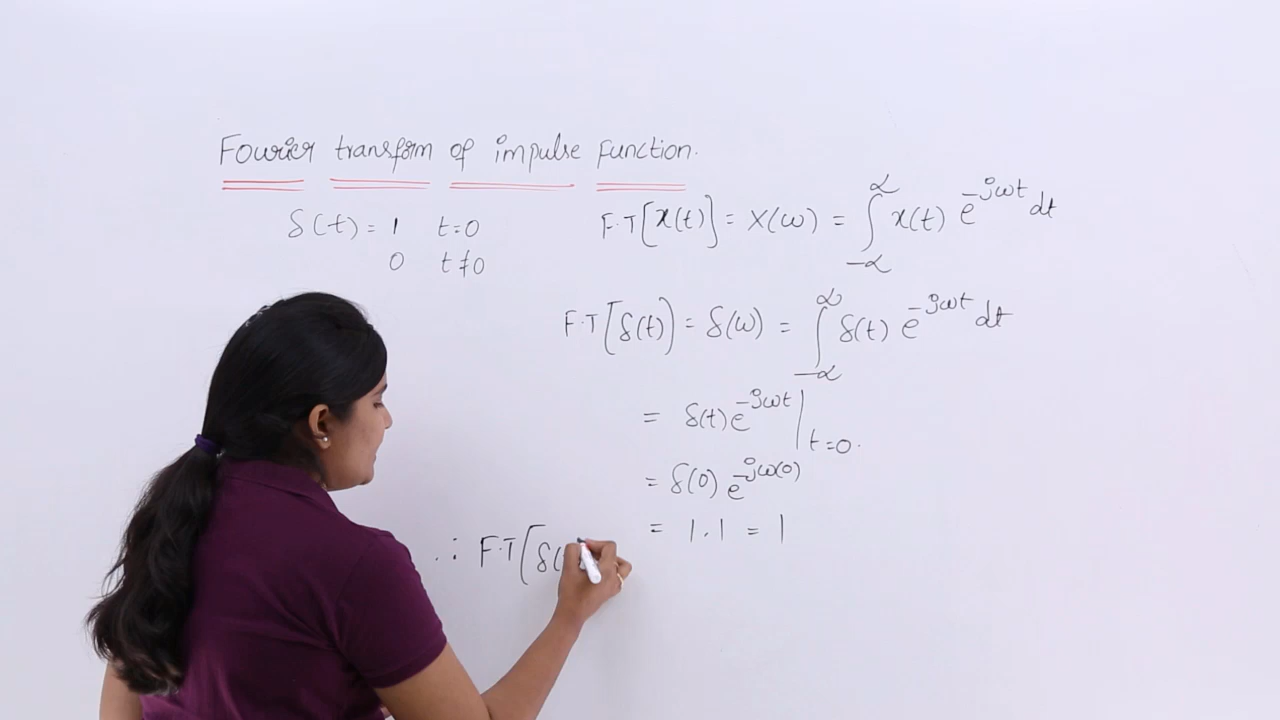 Fourier transform of impulse function.
δ(t) = 1 t=0
0 t≠0
F.T[x(t)] = X(ω) = ∫_{-∞}^{∞} x(t) e^{-jωt} dt
F.T[δ(t)] = δ(ω) = ∫_{-∞}^{∞} δ(t) e^{-jωt} dt
= δ(t) e^{-jωt} |_{t=0.}
= δ(0) e^{-jω(0)}
= 1.1 = 1
∴ F.T[δ(